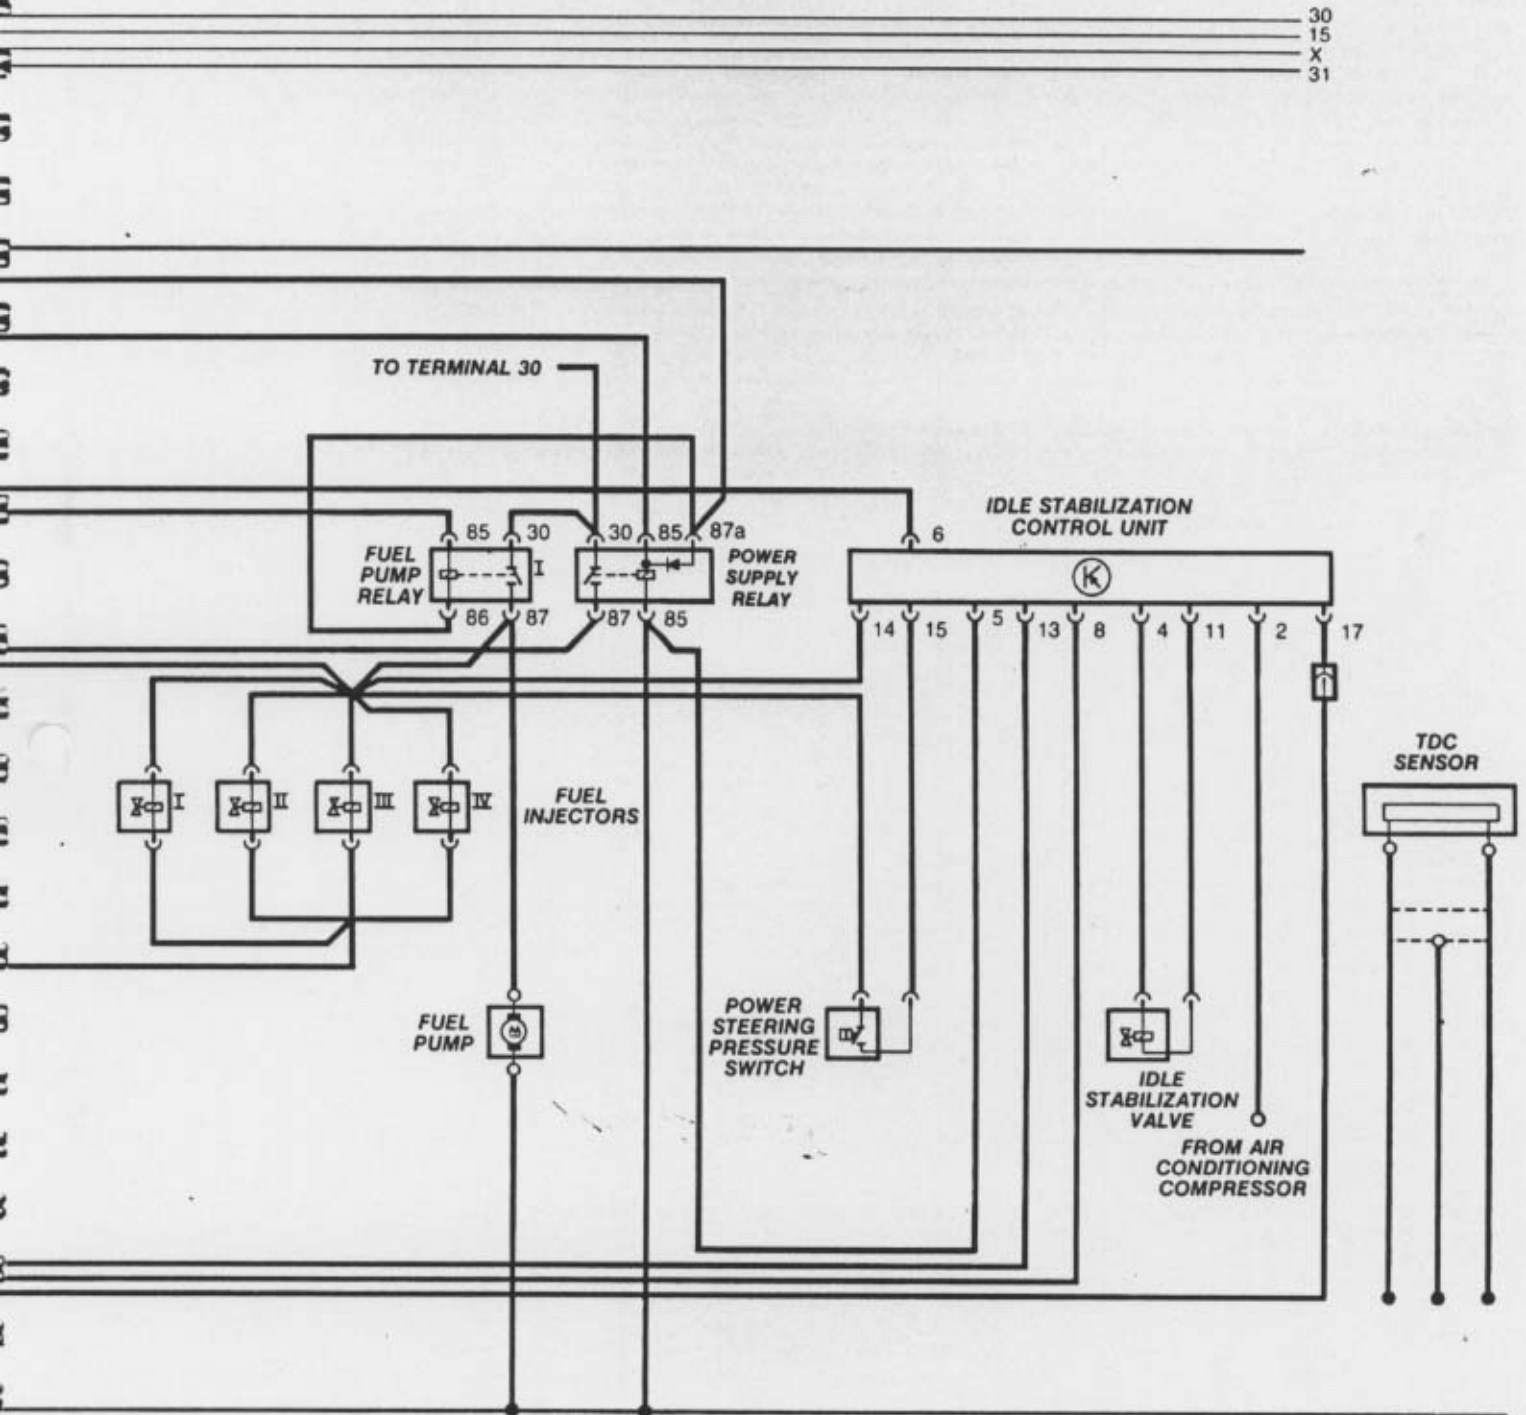 30
15
X
31
TO TERMINAL 30
IDLE STABILIZATION
CONTROL UNIT
85 30 30 85 87a 6
FUEL
PUMP
RELAY
I
POWER
SUPPLY
RELAY
K
86 87 87 85 14 15 5 13 8 4 11 2 17
TDC
SENSOR
I II III IV
FUEL
INJECTORS
FUEL
PUMP
POWER
STEERING
PRESSURE
SWITCH
IDLE
STABILIZATION
VALVE
FROM AIR
CONDITIONING
COMPRESSOR